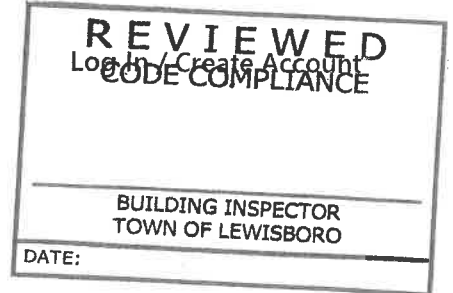 REVIEWED
Log In / Create Account
CODE COMPLIANCE
BUILDING INSPECTOR
TOWN OF LEWISBORO
DATE: